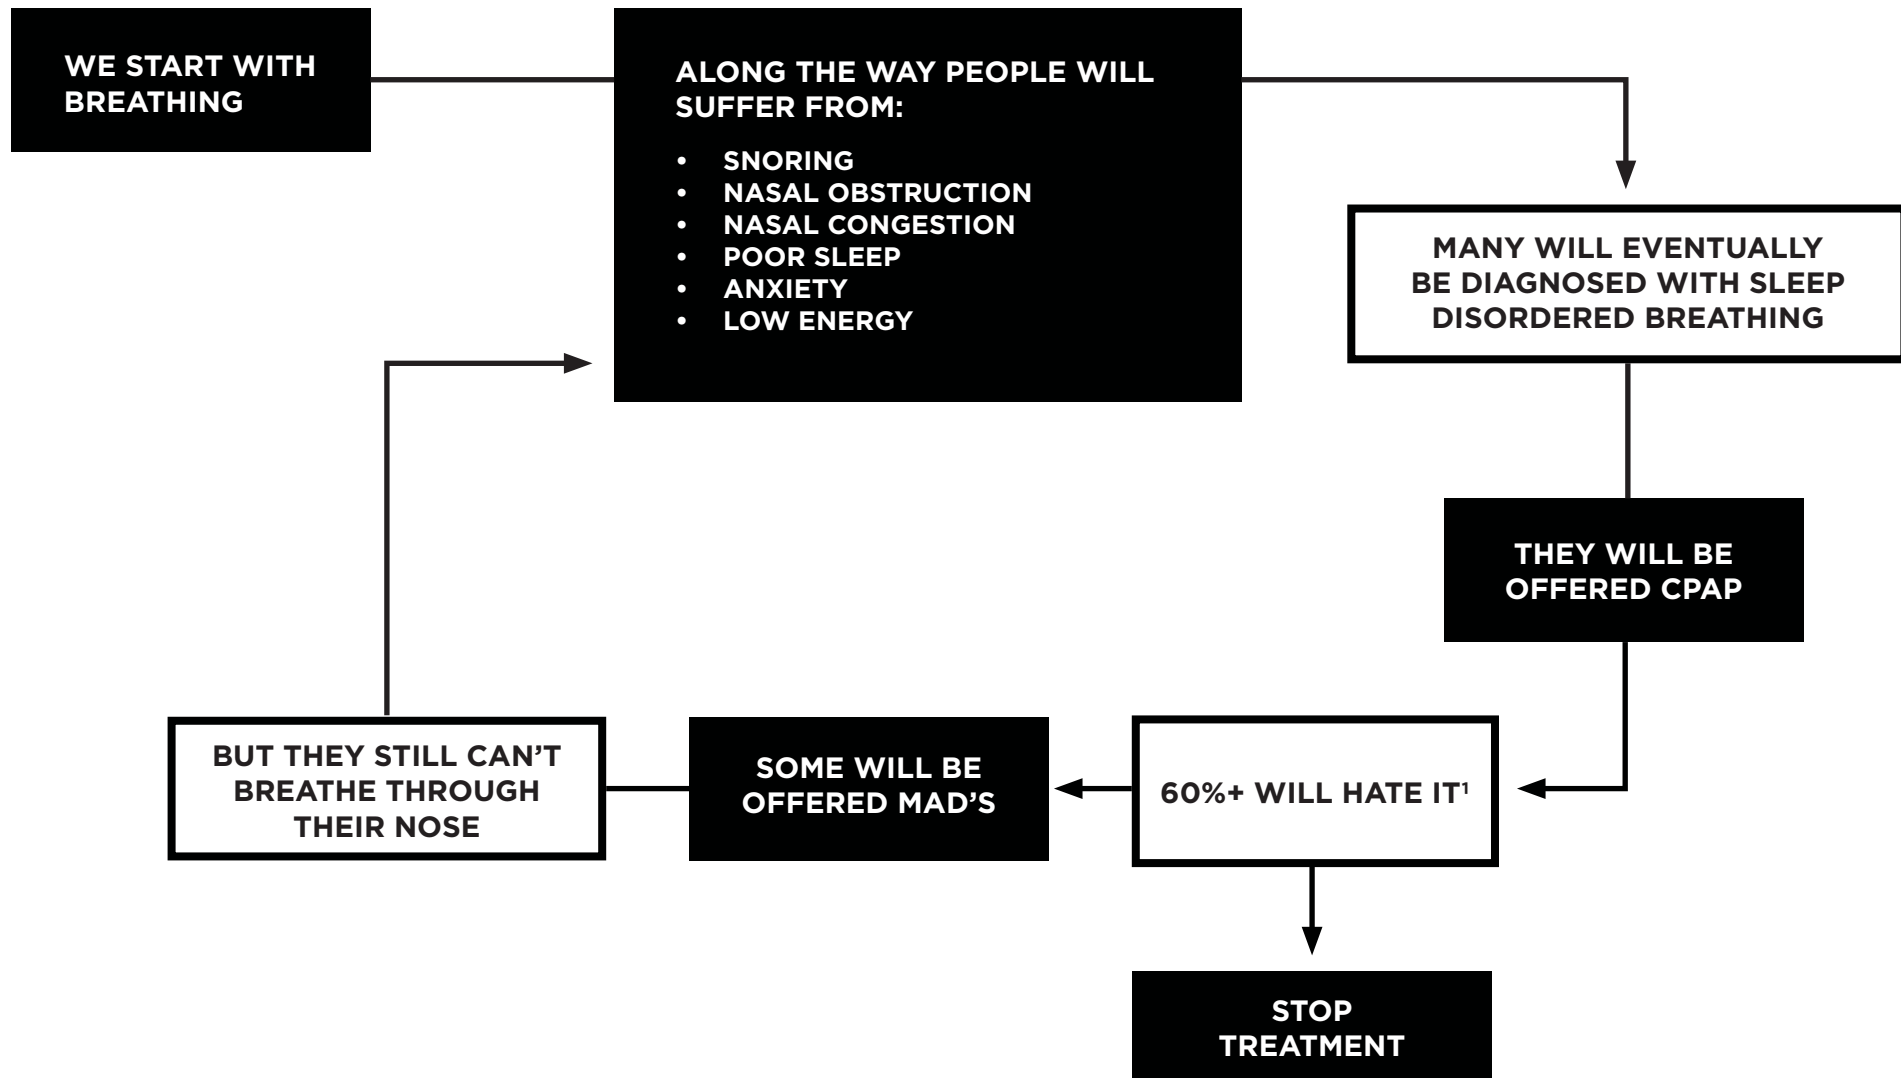 WE START WITH
BREATHING
ALONG THE WAY PEOPLE WILL
SUFFER FROM:
• SNORING
• NASAL OBSTRUCTION
• NASAL CONGESTION
• POOR SLEEP
• ANXIETY
• LOW ENERGY
MANY WILL EVENTUALLY
BE DIAGNOSED WITH SLEEP
DISORDERED BREATHING
THEY WILL BE
OFFERED CPAP
60%+ WILL HATE IT¹
SOME WILL BE
OFFERED MAD’S
BUT THEY STILL CAN’T
BREATHE THROUGH
THEIR NOSE
STOP
TREATMENT